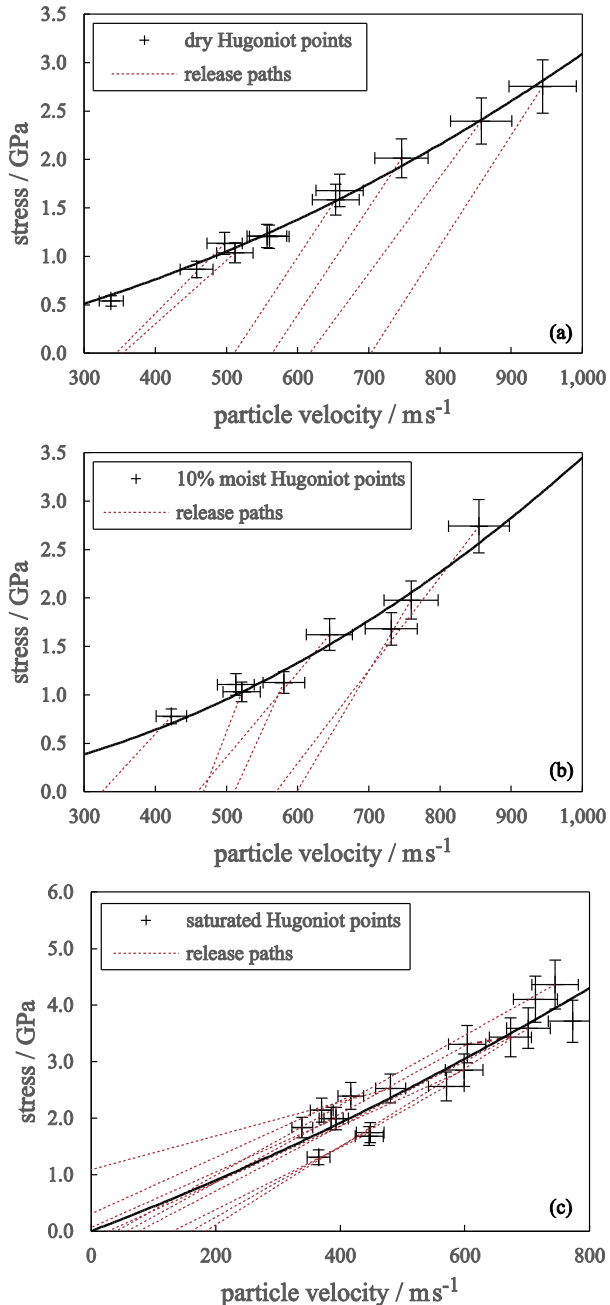 3.5
dry Hugoniot points
3.0
release paths
2.5
2.0
stress / GPa
1.5
1.0
0.5
(a)
0.0
300 400 500 600 700 800 900 1,000
particle velocity / ms⁻¹
3.5
10% moist Hugoniot points
3.0
release paths
2.5
2.0
stress / GPa
1.5
1.0
0.5
(b)
0.0
300 400 500 600 700 800 900 1,000
particle velocity / ms⁻¹
6.0
saturated Hugoniot points
5.0
release paths
4.0
stress / GPa
3.0
2.0
1.0
(c)
0.0
0 200 400 600 800
particle velocity / ms⁻¹